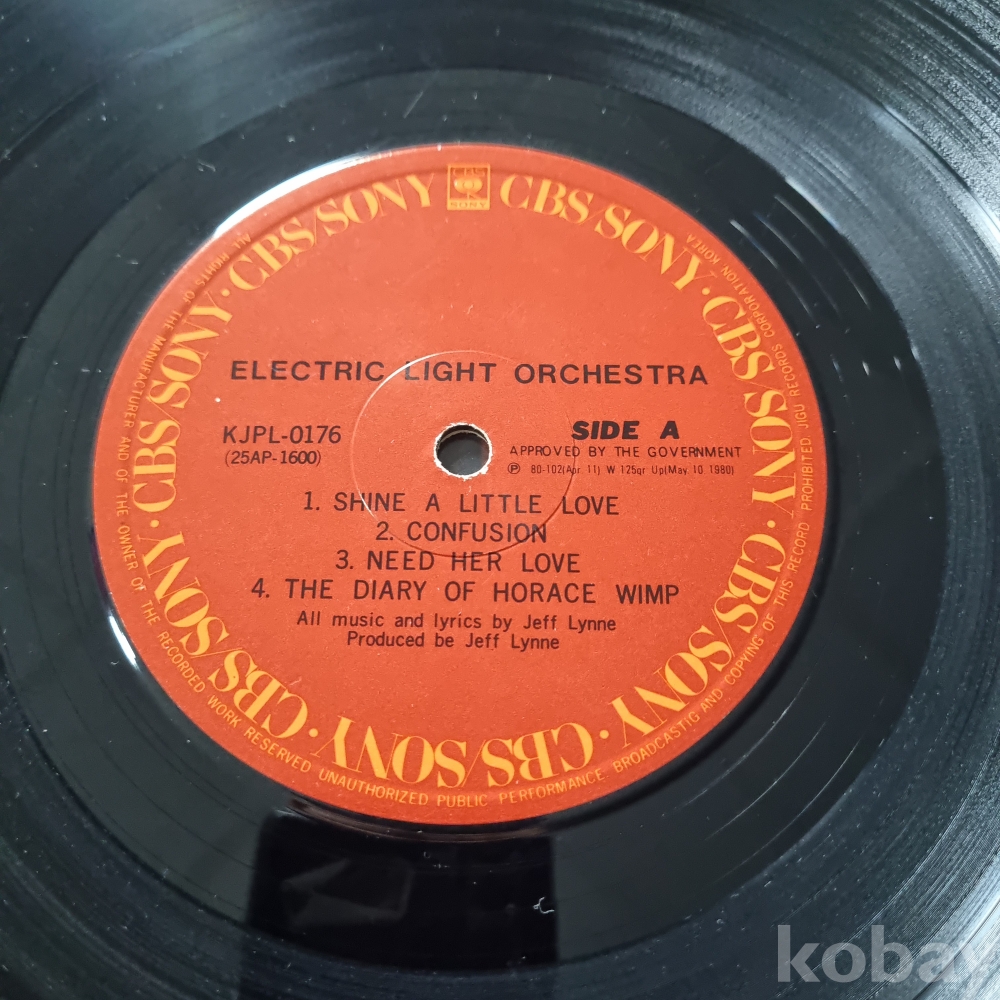 CBS/SONY · CBS/SONY · CBS/SONY · CBS/SONY · CBS/SONY · CBS/SONY · CBS/SONY · CBS/SONY
CBS
SONY
ALL RIGHTS OF THE MANUFACTURER AND OF THE OWNER OF THE RECORDED WORK RESERVED UNAUTHORIZED PUBLIC PERFORMANCE BROADCASTIG AND COPYING OF THIS RECORD PROHIBITED. JIGU RECORDS CORPORATION KOREA
ELECTRIC LIGHT ORCHESTRA
KJPL-0176
(25AP-1600)
SIDE A
APPROVED BY THE GOVERNMENT
Ⓟ 80-102(Apr 11) W 125gr Up(May 10 1980)
1. SHINE A LITTLE LOVE
2. CONFUSION
3. NEED HER LOVE
4. THE DIARY OF HORACE WIMP
All music and lyrics by Jeff Lynne
Produced be Jeff Lynne
kobay